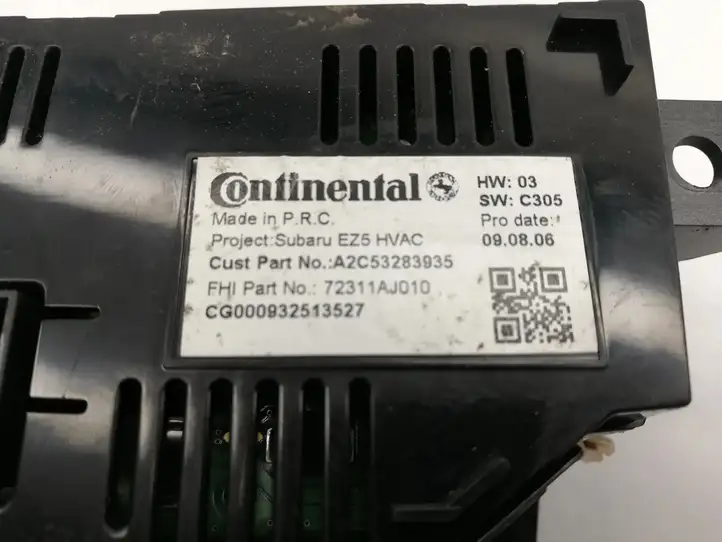 Continental
HW: 03
SW: C305
Made in P.R.C.
Pro date:
Project:Subaru EZ5 HVAC
09.08.06
Cust Part No.:A2C53283935
FHI Part No.: 72311AJ010
CG000932513527